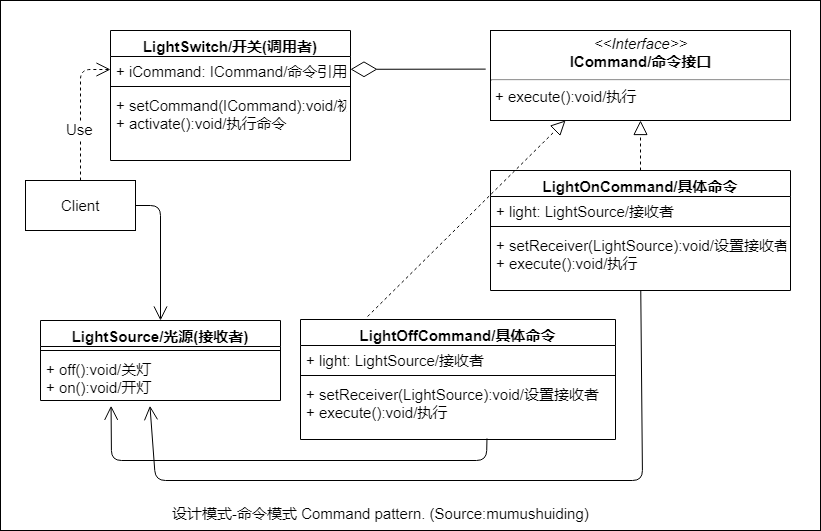 LightSwitch/开关(调用者)
+ iCommand: ICommand/命令引用
+ setCommand(ICommand):void/初
+ activate():void/执行命令
<<Interface>>
ICommand/命令接口
+ execute():void/执行
Use
Client
LightOnCommand/具体命令
+ light: LightSource/接收者
+ setReceiver(LightSource):void/设置接收者
+ execute():void/执行
LightSource/光源(接收者)
+ off():void/关灯
+ on():void/开灯
LightOffCommand/具体命令
+ light: LightSource/接收者
+ setReceiver(LightSource):void/设置接收者
+ execute():void/执行
设计模式-命令模式 Command pattern. (Source:mumushuiding)